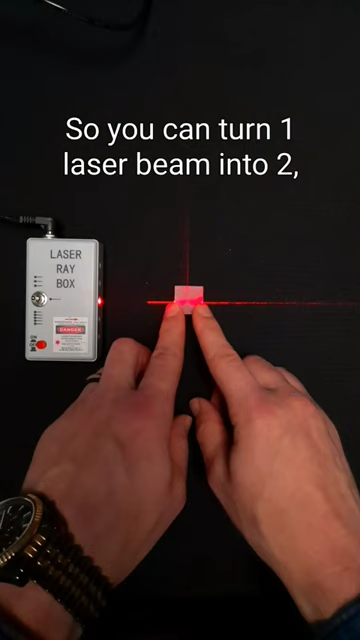 So you can turn 1
laser beam into 2,
LASER
RAY
BOX
DANGER